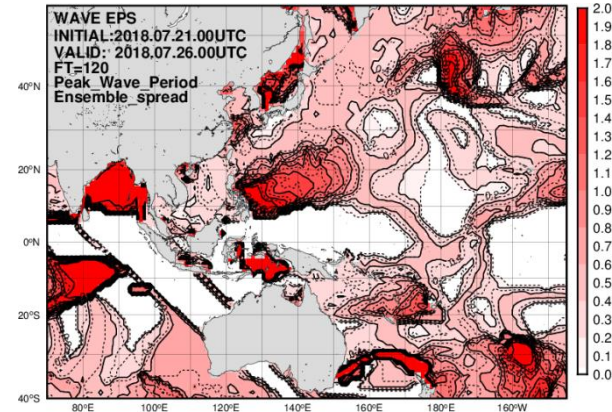 WAVE EPS
INITIAL:2018.07.21.00UTC
VALID: 2018.07.26.00UTC
FT=120
Peak_Wave_Period
Ensemble_spread
40°N
20°N
0°N
20°S
40°S
80°E 100°E 120°E 140°E 160°E 180°E 160°W
2.0
1.9
1.8
1.7
1.6
1.5
1.4
1.3
1.2
1.1
1.0
0.9
0.8
0.7
0.6
0.5
0.4
0.3
0.2
0.1
0.0